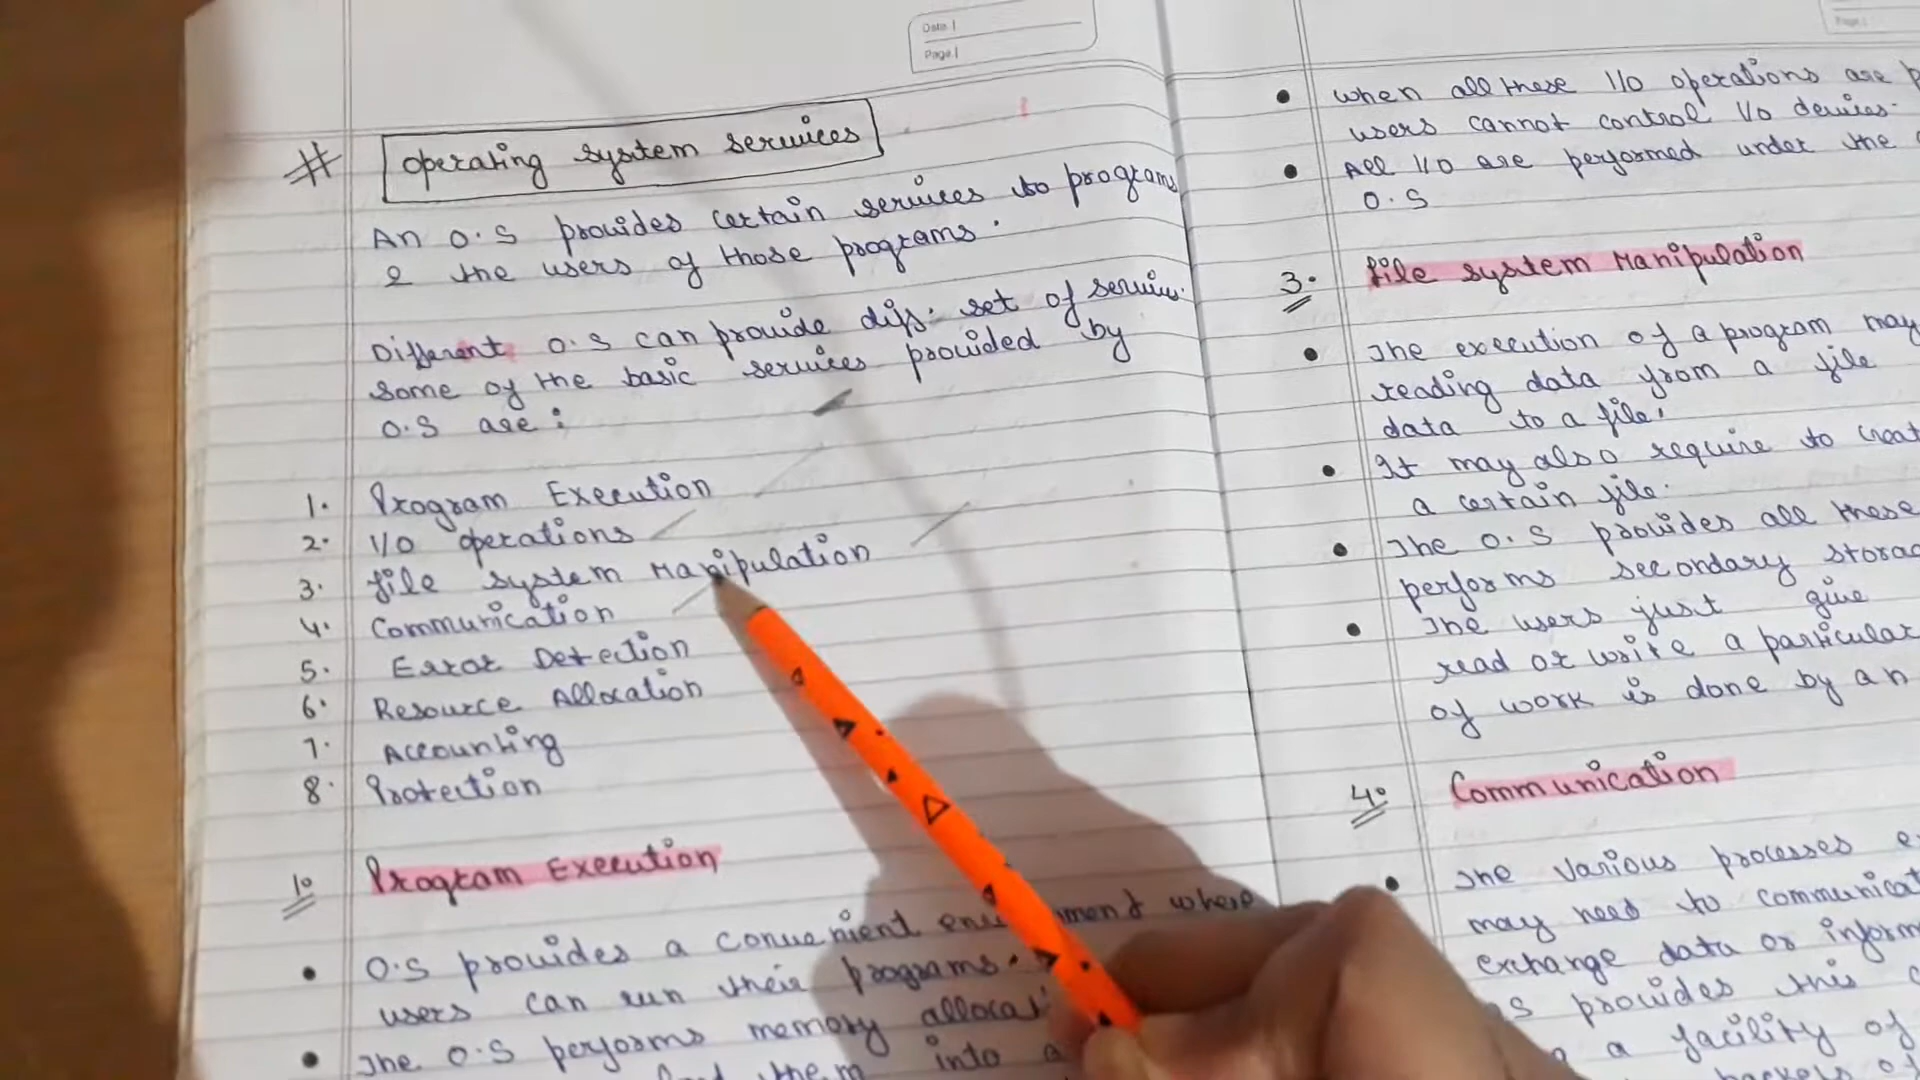 Date |
Page |
# Operating system services
An O.S provides certain services to programs
& the users of those programs.
Different O.S can provide diff. set of services.
Some of the basic services provided by
O.S are :
1. Program Execution
2. I/O operations
3. File system Manipulation
4. Communication
5. Error Detection
6. Resource Allocation
7. Accounting
8. Protection
1. Program Execution
• O.S provides a convenient where
users can run their programs.
• The O.S performs memory
them into a
Page |
• When all these I/O operations are
users cannot control I/O devices.
• All I/O are performed under the
O.S
3. File system Manipulation
• The execution of a program may
reading data from a file
data to a file.
• It may also require to
a certain file.
• The O.S provides all these
performs secondary
• The users just give
read or write a particular
of work is done by an
4. Communication
• The various processes
may need to
exchange data or
provides this
a facility of